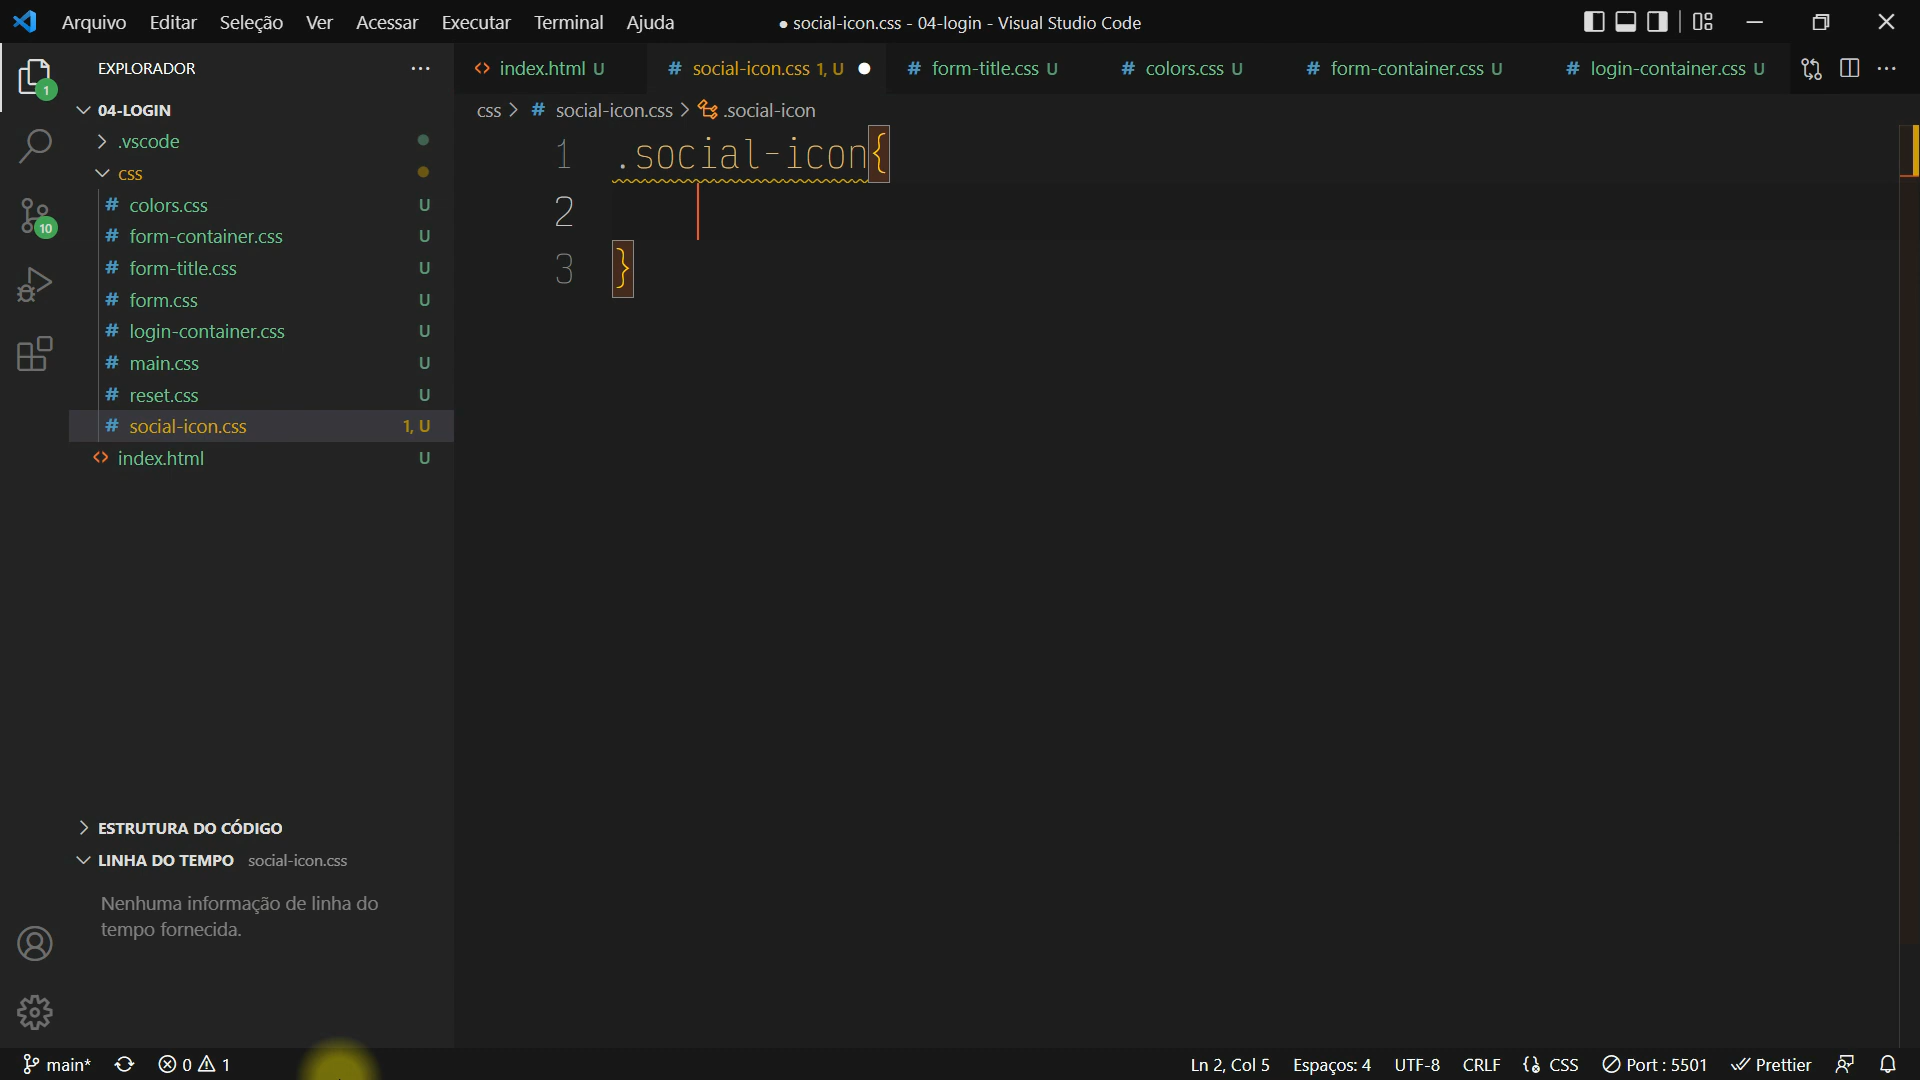 Arquivo Editar Seleção Ver Acessar Executar Terminal Ajuda
● social-icon.css - 04-login - Visual Studio Code
EXPLORADOR
index.html U
# social-icon.css 1, U
# form-title.css U
# colors.css U
# form-container.css U
# login-container.css U
1
10
css > # social-icon.css > .social-icon
04-LOGIN
.vscode
css
# colors.css U
# form-container.css U
# form-title.css U
# form.css U
# login-container.css U
# main.css U
# reset.css U
# social-icon.css 1, U
<> index.html U
1 .social-icon{
2
3 }
ESTRUTURA DO CÓDIGO
LINHA DO TEMPO social-icon.css
Nenhuma informação de linha do
tempo fornecida.
main* 0 1
Ln 2, Col 5 Espaços: 4 UTF-8 CRLF CSS Port : 5501 Prettier